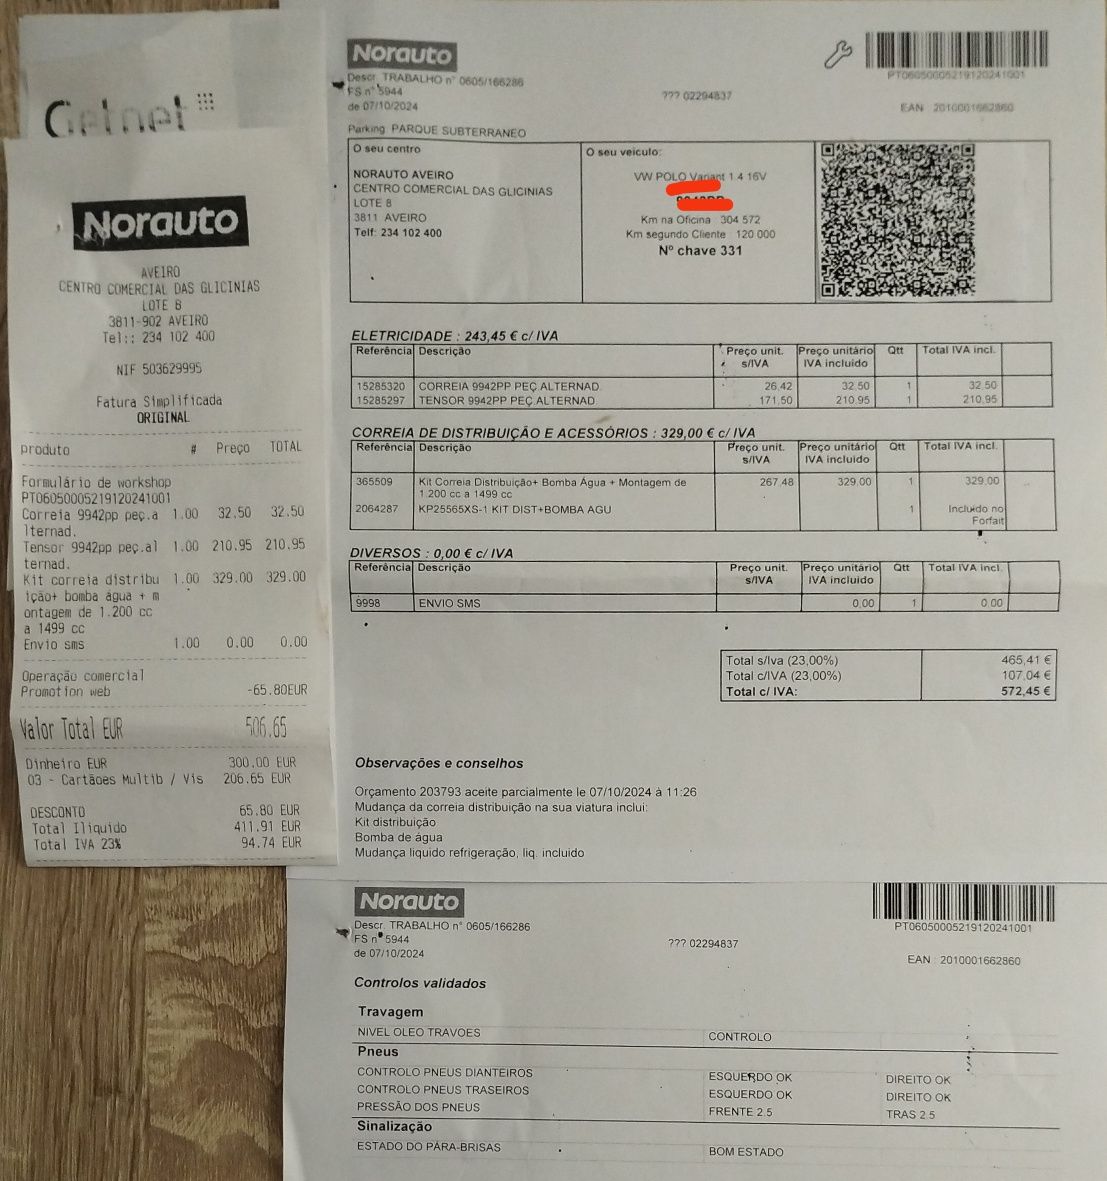 Getnet
Norauto
AVEIRO
CENTRO COMERCIAL DAS GLICINIAS
LOTE 8
3811-902 AVEIRO
Tel:: 234 102 400
NIF 503629995
Fatura Simplificada
ORIGINAL
produto # Preço TOTAL
Formulário de workshop
PT06050005219120241001
Correia 9942pp peç.a 1.00 32.50 32.50
lternad.
Tensor 9942pp peç.al 1.00 210.95 210.95
ternad.
Kit correia distribu 1.00 329.00 329.00
ição+ bomba água + m
ontagem de 1.200 cc
a 1499 cc
Envio sms 1.00 0.00 0.00
Operação comercial
Promotion web -65.80EUR
Valor Total EUR 506.65
Dinheiro EUR 300.00 EUR
03 - Cartãoes Multib / Vis 206.65 EUR
DESCONTO 65.80 EUR
Total Iliquido 411.91 EUR
Total IVA 23% 94.74 EUR
Norauto
Descr. TRABALHO n° 0605/166286
FS n° 5944
de 07/10/2024
??? 02294837
PT06050005219120241001
EAN : 2010001662860
Parking: PARQUE SUBTERRANEO
O seu centro
NORAUTO AVEIRO
CENTRO COMERCIAL DAS GLICINIAS
LOTE 8
3811 AVEIRO
Telf: 234 102 400
O seu veiculo:
VW POLO Variant 1.4 16V
Km na Oficina : 304 572
Km segundo Cliente : 120 000
Nº chave 331
ELETRICIDADE : 243,45 € c/ IVA
Referência Descrição Preço unit. s/IVA Preço unitário IVA incluido Qtt Total IVA incl.
15285320 CORREIA 9942PP PEÇ.ALTERNAD. 26,42 32,50 1 32,50
15285297 TENSOR 9942PP PEÇ.ALTERNAD. 171,50 210,95 1 210,95
CORREIA DE DISTRIBUIÇÃO E ACESSÓRIOS : 329,00 € c/ IVA
Referência Descrição Preço unit. s/IVA Preço unitário IVA incluido Qtt Total IVA incl.
365509 Kit Correia Distribuição+ Bomba Água + Montagem de 267,48 329,00 1 329,00
1.200 cc a 1499 cc
2064287 KP25565XS-1 KIT DIST+BOMBA AGU 1 Incluido no
Forfait
DIVERSOS : 0,00 € c/ IVA
Referência Descrição Preço unit. s/IVA Preço unitário IVA incluido Qtt Total IVA incl.
9998 ENVIO SMS 0,00 1 0,00
Total s/Iva (23,00%) 465,41 €
Total c/IVA (23,00%) 107,04 €
Total c/ IVA: 572,45 €
Observações e conselhos
Orçamento 203793 aceite parcialmente le 07/10/2024 à 11:26
Mudança da correia distribuição na sua viatura inclui:
Kit distribuição
Bomba de água
Mudança liquido refrigeração, liq. incluido
Norauto
Descr. TRABALHO n° 0605/166286
FS n° 5944
de 07/10/2024
??? 02294837
PT06050005219120241001
EAN : 2010001662860
Controlos validados
Travagem
NIVEL OLEO TRAVOES CONTROLO
Pneus
CONTROLO PNEUS DIANTEIROS ESQUERDO OK DIREITO OK
CONTROLO PNEUS TRASEIROS ESQUERDO OK DIREITO OK
PRESSÃO DOS PNEUS FRENTE 2.5 TRAS 2.5
Sinalização
ESTADO DO PÁRA-BRISAS BOM ESTADO